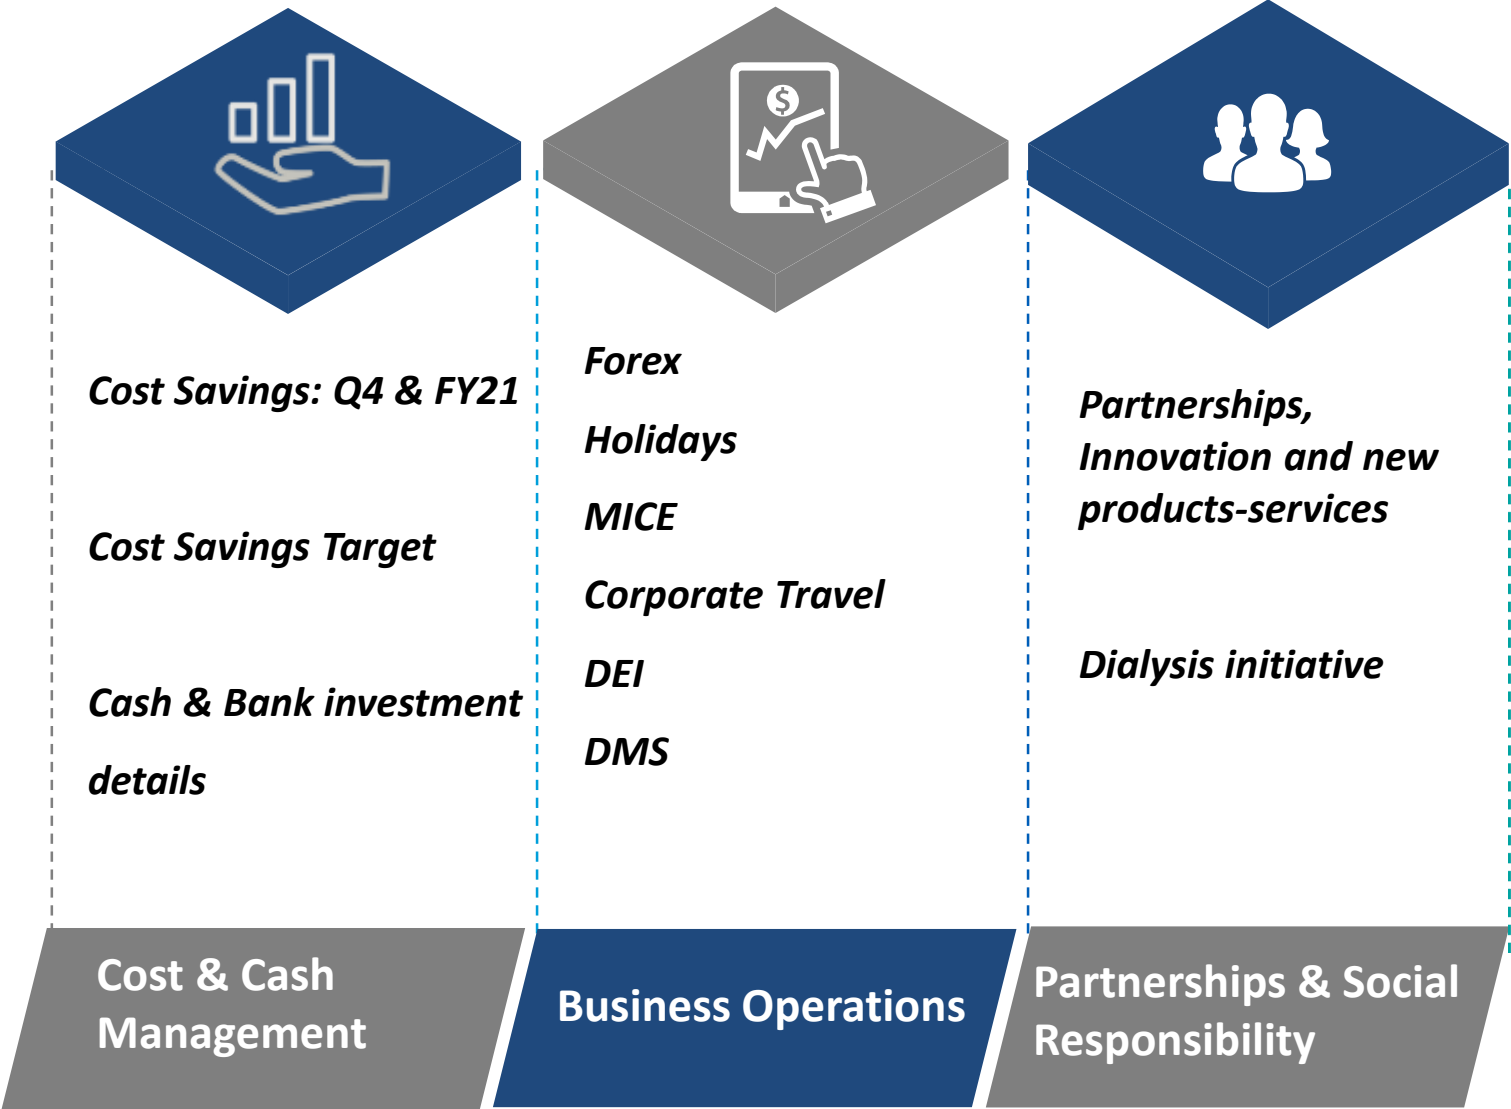 $
Cost Savings: Q4 & FY21
Cost Savings Target
Cash & Bank investment
details
Cost & Cash
Management
Forex
Holidays
MICE
Corporate Travel
DEI
DMS
Business Operations
Partnerships,
Innovation and new
products-services
Dialysis initiative
Partnerships & Social
Responsibility